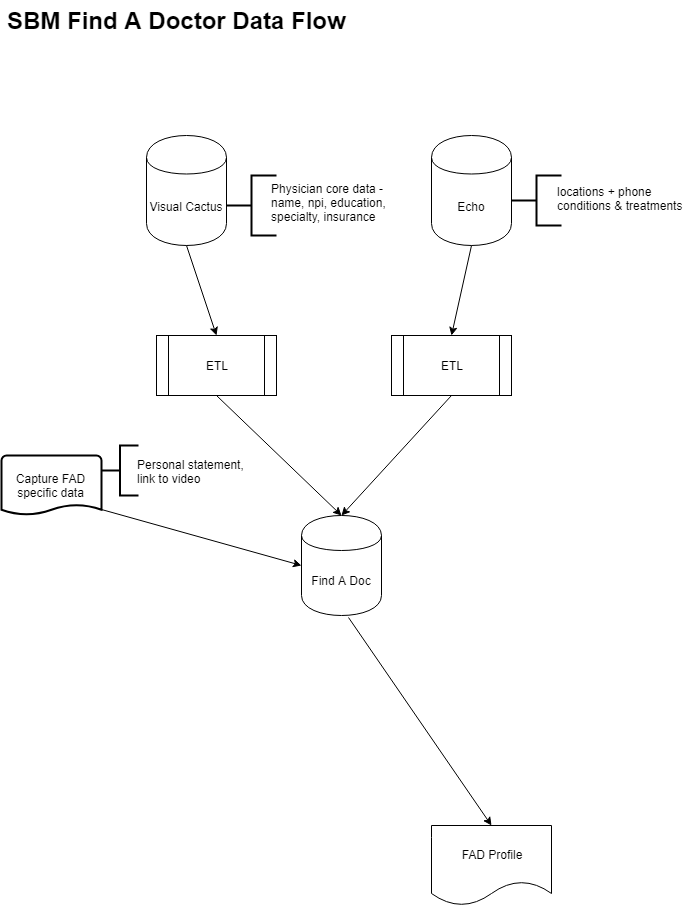 SBM Find A Doctor Data Flow
Visual Cactus
Physician core data -
name, npi, education,
specialty, insurance
Echo
locations + phone
conditions & treatments
ETL
ETL
Capture FAD
specific data
Personal statement,
link to video
Find A Doc
FAD Profile